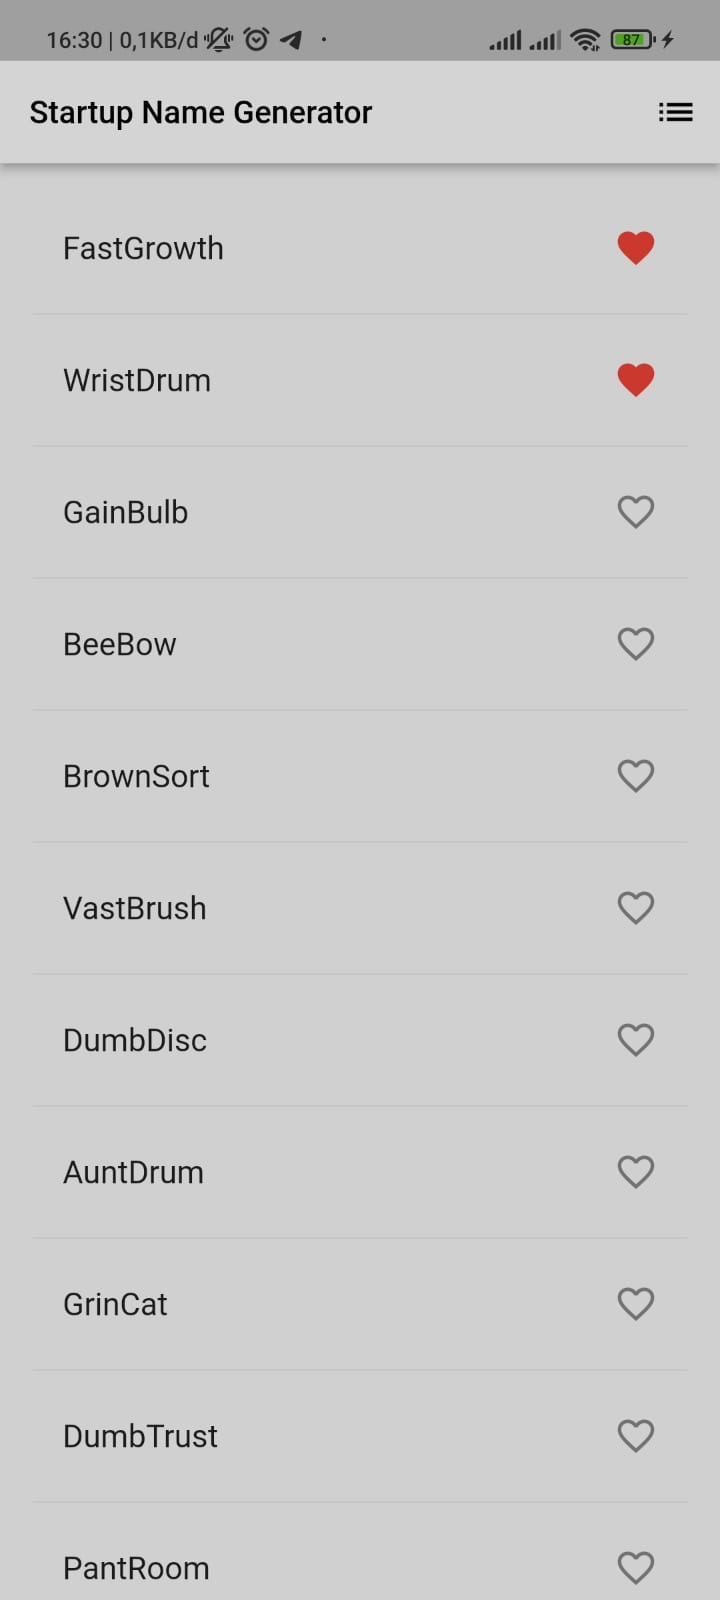 16:30 | 0,1KB/d
87
Startup Name Generator
FastGrowth
WristDrum
GainBulb
BeeBow
BrownSort
VastBrush
DumbDisc
AuntDrum
GrinCat
DumbTrust
PantRoom